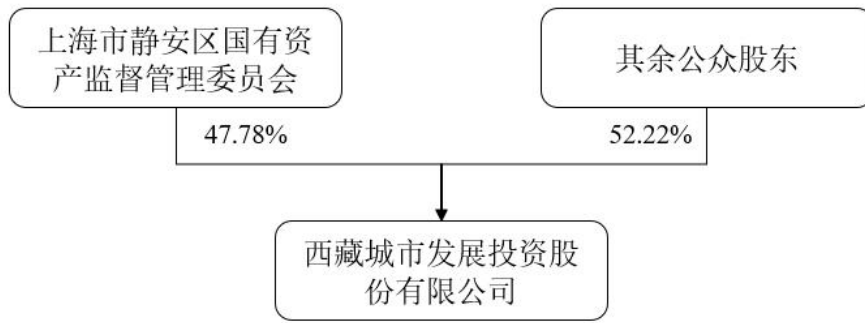 上海市静安区国有资
产监督管理委员会
其余公众股东
47.78%
52.22%
西藏城市发展投资股
份有限公司